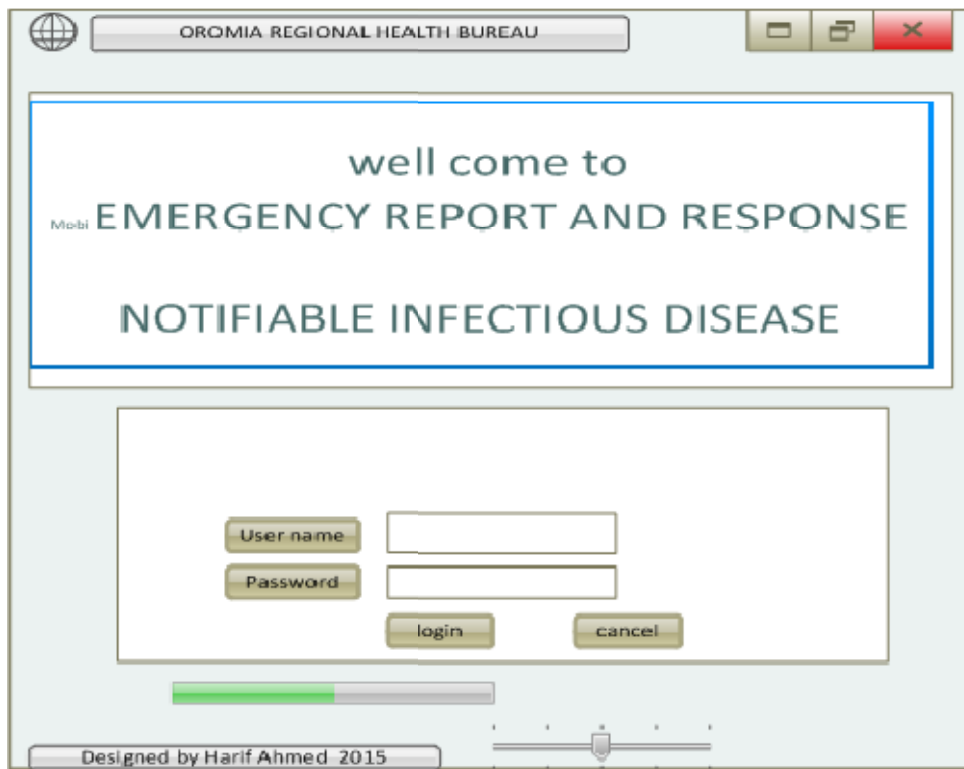 OROMIA REGIONAL HEALTH BUREAU
well come to
Mobi EMERGENCY REPORT AND RESPONSE
NOTIFIABLE INFECTIOUS DISEASE
User name
Password
login cancel
Designed by Harif Ahmed 2015